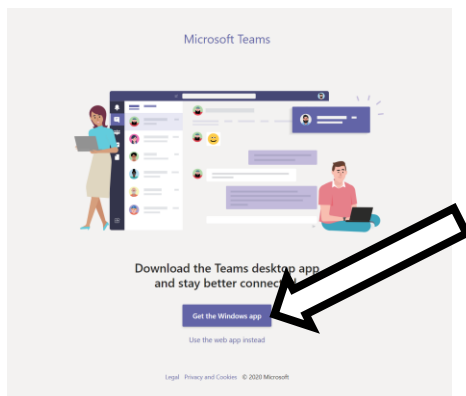 Microsoft Teams
Download the Teams desktop app
and stay better connected
Get the Windows app
Use the web app instead
Legal Privacy and Cookies © 2020 Microsoft